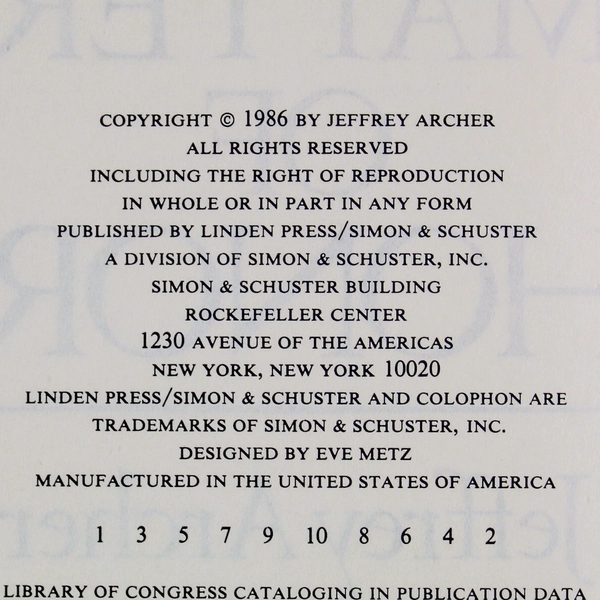 COPYRIGHT © 1986 BY JEFFREY ARCHER
ALL RIGHTS RESERVED
INCLUDING THE RIGHT OF REPRODUCTION
IN WHOLE OR IN PART IN ANY FORM
PUBLISHED BY LINDEN PRESS/SIMON & SCHUSTER
A DIVISION OF SIMON & SCHUSTER, INC.
SIMON & SCHUSTER BUILDING
ROCKEFELLER CENTER
1230 AVENUE OF THE AMERICAS
NEW YORK, NEW YORK 10020
LINDEN PRESS/SIMON & SCHUSTER AND COLOPHON ARE
TRADEMARKS OF SIMON & SCHUSTER, INC.
DESIGNED BY EVE METZ
MANUFACTURED IN THE UNITED STATES OF AMERICA
1 3 5 7 9 10 8 6 4 2
LIBRARY OF CONGRESS CATALOGING IN PUBLICATION DATA